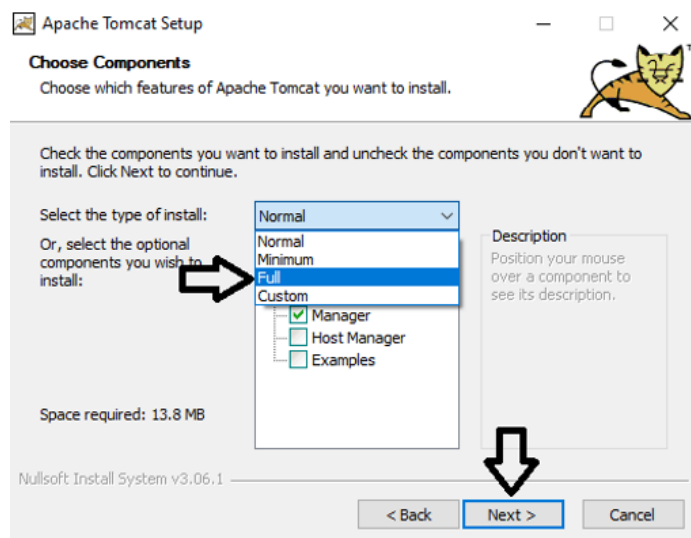 Apache Tomcat Setup
Choose Components
Choose which features of Apache Tomcat you want to install.
Check the components you want to install and uncheck the components you don't want to
install. Click Next to continue.
Select the type of install:
Normal
Or, select the optional
components you wish to
install:
Normal
Minimum
Full
Custom
Manager
Host Manager
Examples
Description
Position your mouse
over a component to
see its description.
Space required: 13.8 MB
Nullsoft Install System v3.06.1
< Back
Next >
Cancel